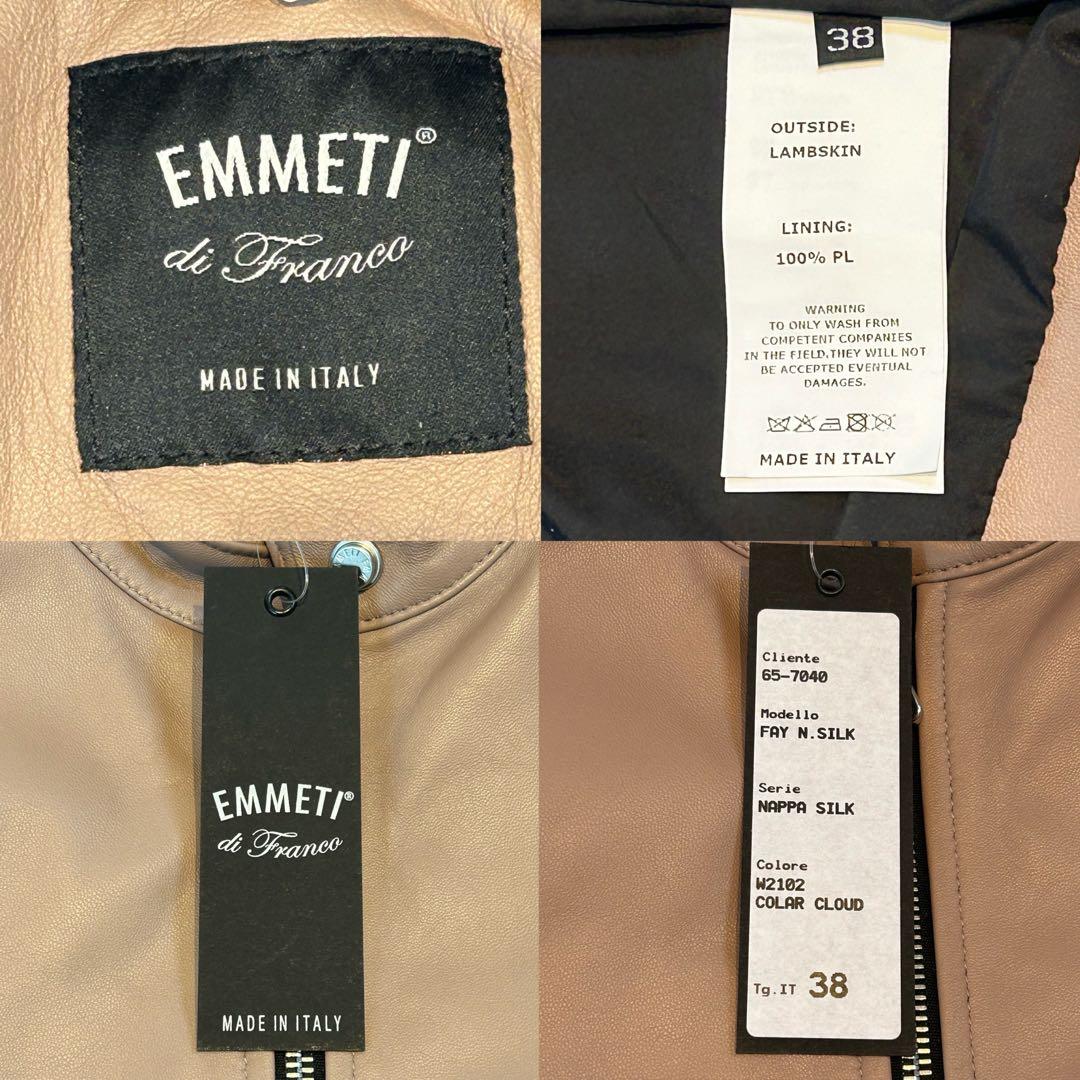 EMMETI®
di Franco
MADE IN ITALY
38
OUTSIDE:
LAMBSKIN
LINING:
100% PL
WARNING
TO ONLY WASH FROM
COMPETENT COMPANIES
IN THE FIELD.THEY WILL NOT
BE ACCEPTED EVENTUAL
DAMAGES.
MADE IN ITALY
EMMETI®
di Franco
MADE IN ITALY
Cliente
65-7040
Modello
FAY N.SILK
Serie
NAPPA SILK
Colore
W2102
COLAR CLOUD
Tg.IT 38